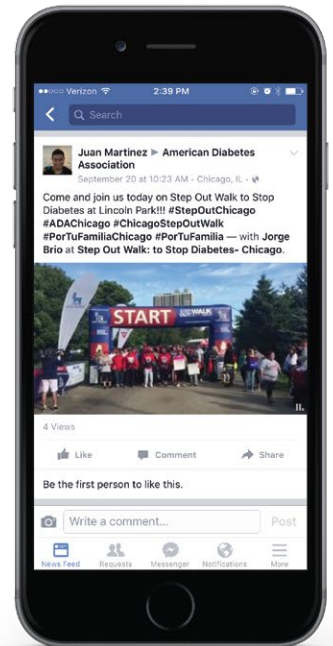 Verizon 2:39 PM
Search
Juan Martinez ▶ American Diabetes
Association
September 20 at 10:23 AM · Chicago, IL ·
Come and join us today on Step Out Walk to Stop
Diabetes at Lincoln Park!!! #StepOutChicago
#ADAChicago #ChicagoStepOutWalk
#PorTuFamiliaChicago #PorTuFamilia — with Jorge
Brio at Step Out Walk: to Stop Diabetes- Chicago.
START
WALK
4 Views
Like Comment Share
Be the first person to like this.
Write a comment... Post
News Feed Requests Messenger Notifications More